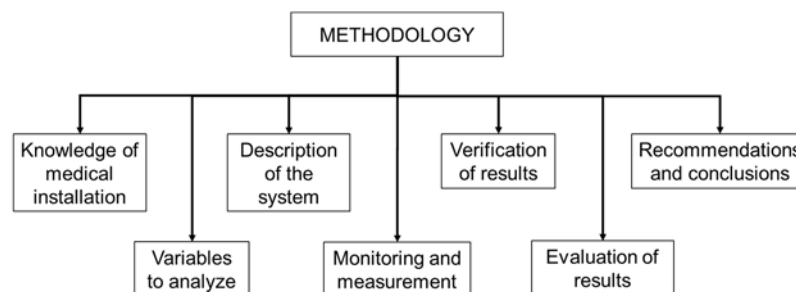 METHODOLOGY
Knowledge of
medical
installation
Description
of the
system
Verification
of results
Recommendations
and conclusions
Variables
to analyze
Monitoring and
measurement
Evaluation of
results